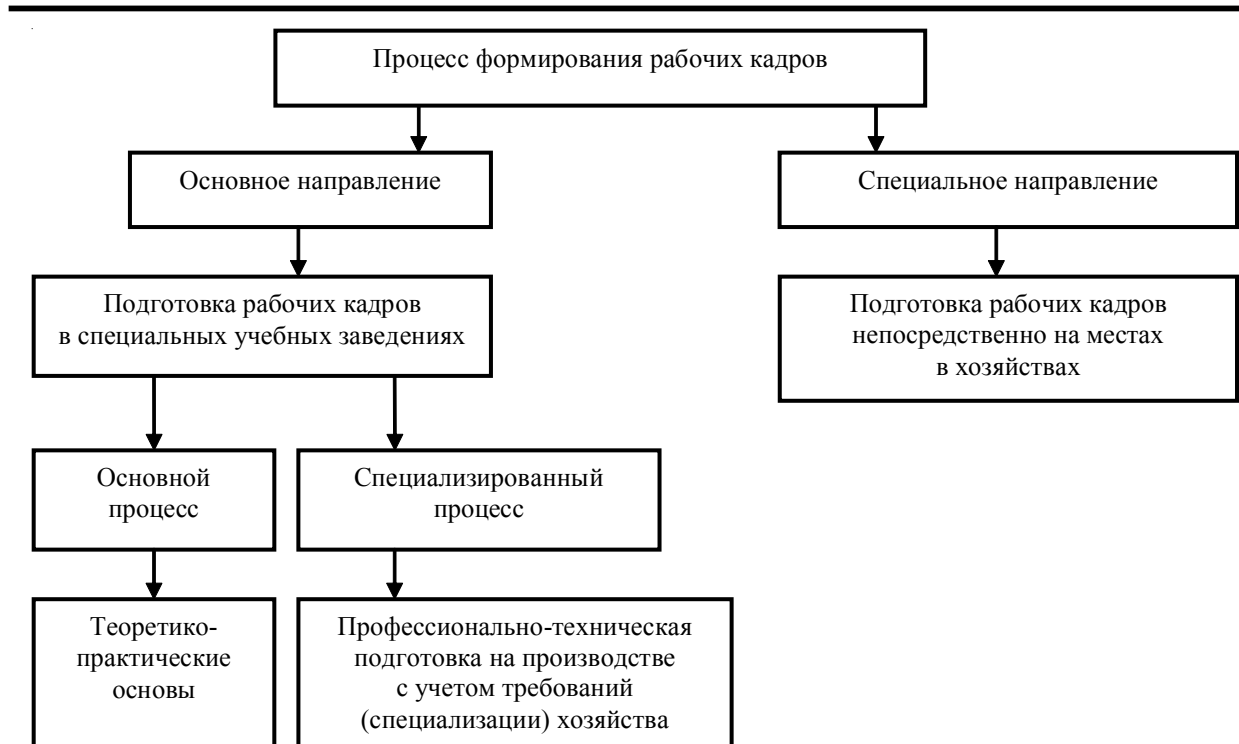 Процесс формирования рабочих кадров
Основное направление
Специальное направление
Подготовка рабочих кадров
в специальных учебных заведениях
Подготовка рабочих кадров
непосредственно на местах
в хозяйствах
Основной
процесс
Специализированный
процесс
Теоретико-
практические
основы
Профессионально-техническая
подготовка на производстве
с учетом требований
(специализации) хозяйства